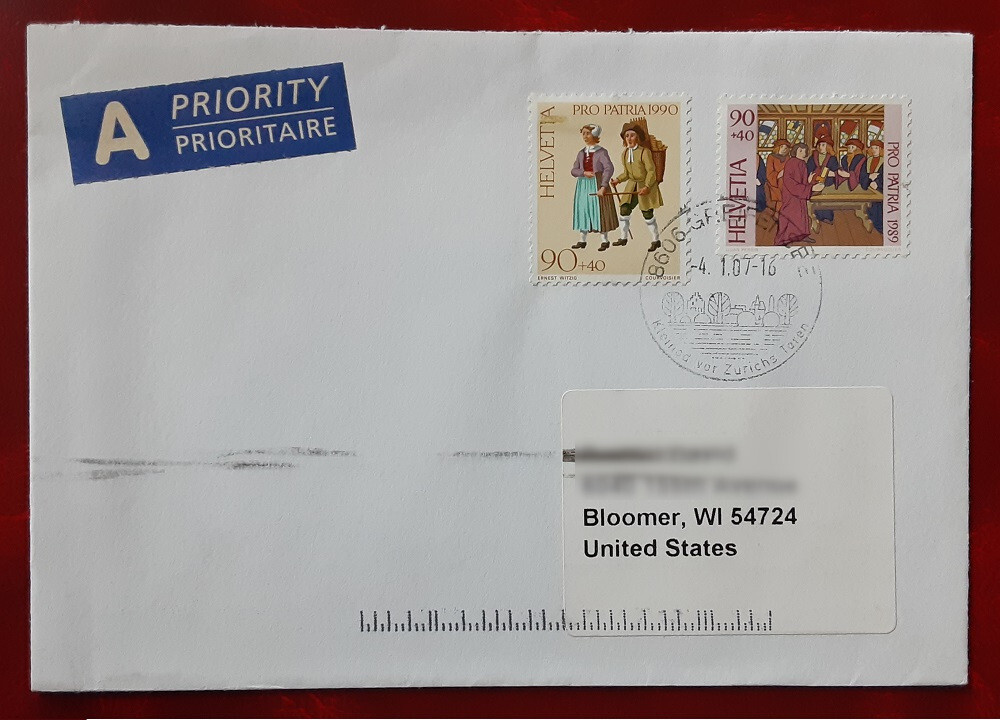 A PRIORITY
PRIORITAIRE
HELVETIA
PRO PATRIA 1990
90+40
ERNEST WITZIG
COURVOISIER
90
+40
HELVETIA
PRO PATRIA 1989
8606
-4. 1.07-16
Kleinod vor Zürichs Toren
Bloomer, WI 54724
United States